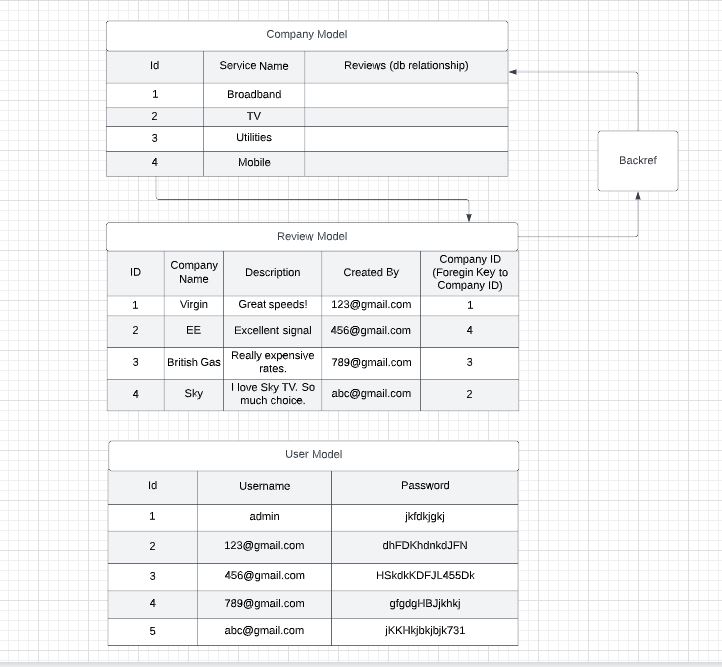 Company Model
Id Service Name Reviews (db relationship)
1 Broadband
2 TV
3 Utilities
4 Mobile
Backref
Review Model
ID Company Name Description Created By Company ID (Foregin Key to Company ID)
1 Virgin Great speeds! 123@gmail.com 1
2 EE Excellent signal 456@gmail.com 4
3 British Gas Really expensive rates. 789@gmail.com 3
4 Sky I love Sky TV. So much choice. abc@gmail.com 2
User Model
Id Username Password
1 admin jkfdkjgkj
2 123@gmail.com dhFDKhdnkdJFN
3 456@gmail.com HSkdkKDFJL455Dk
4 789@gmail.com gfgdgHBJjkhkj
5 abc@gmail.com jKKHkjbkjbjk731